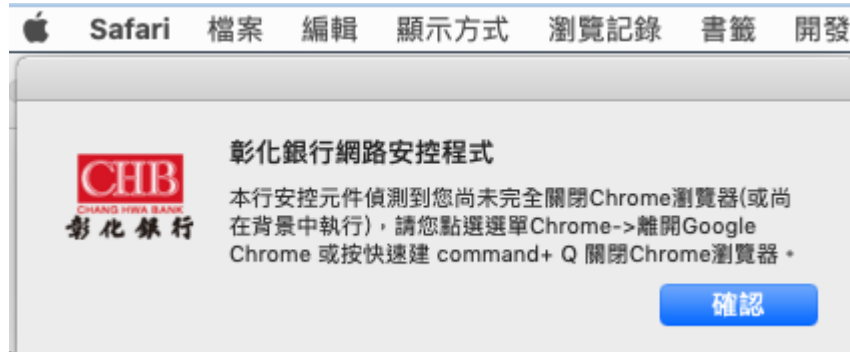 Safari 檔案 編輯 顯示方式 瀏覽記錄 書籤 開發
彰化銀行網路安控程式
CHB
CHANG HWA BANK
彰化銀行
本行安控元件偵測到您尚未完全關閉Chrome瀏覽器(或尚
在背景中執行)，請您點選選單Chrome->離開Google
Chrome 或按快速建 command+ Q 關閉Chrome瀏覽器。
確認